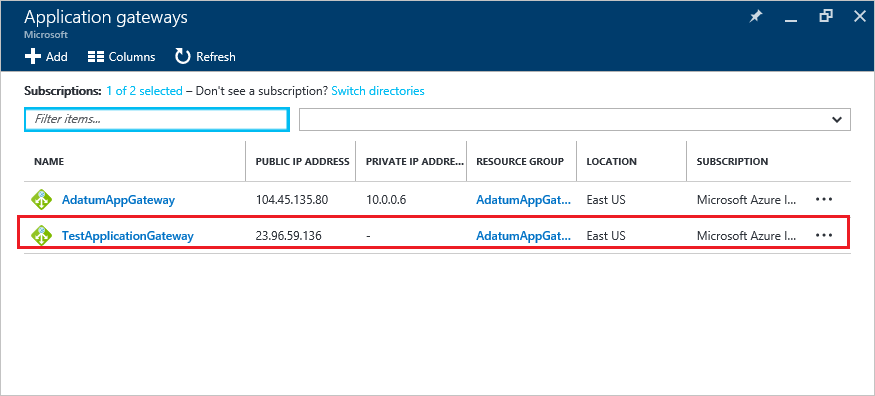 Application gateways
Microsoft
Add Columns Refresh
Subscriptions: 1 of 2 selected – Don't see a subscription? Switch directories
Filter items...
NAME PUBLIC IP ADDRESS PRIVATE IP ADDRE... RESOURCE GROUP LOCATION SUBSCRIPTION
AdatumAppGateway 104.45.135.80 10.0.0.6 AdatumAppGat... East US Microsoft Azure I... ...
TestApplicationGateway 23.96.59.136 - AdatumAppGat... East US Microsoft Azure I... ...